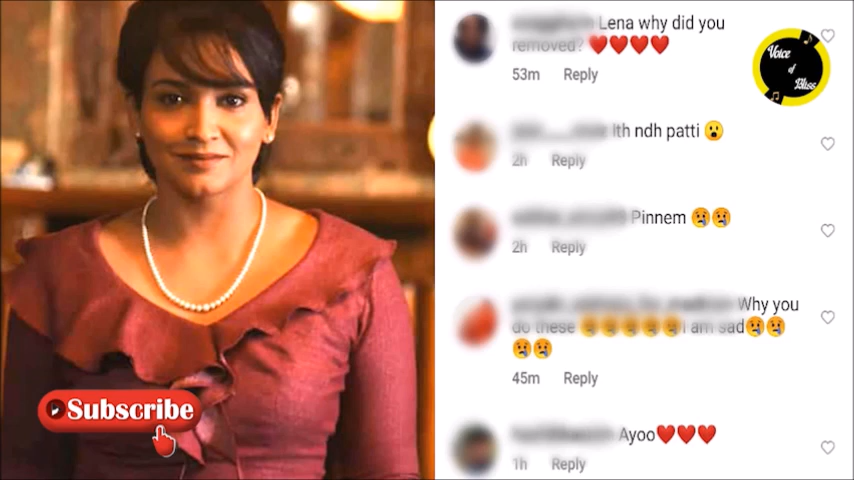 Lena why did you
removed? ❤️❤️❤️❤️
53m Reply
Voice
of
Bliss
Ith ndh patti 😮
2h Reply
Pinnem 😢😢
2h Reply
Why you
do these 😢😢😢😢😢 I am sad😢😢
😢😢
45m Reply
Subscribe
Ayoo❤️❤️❤️
1h Reply